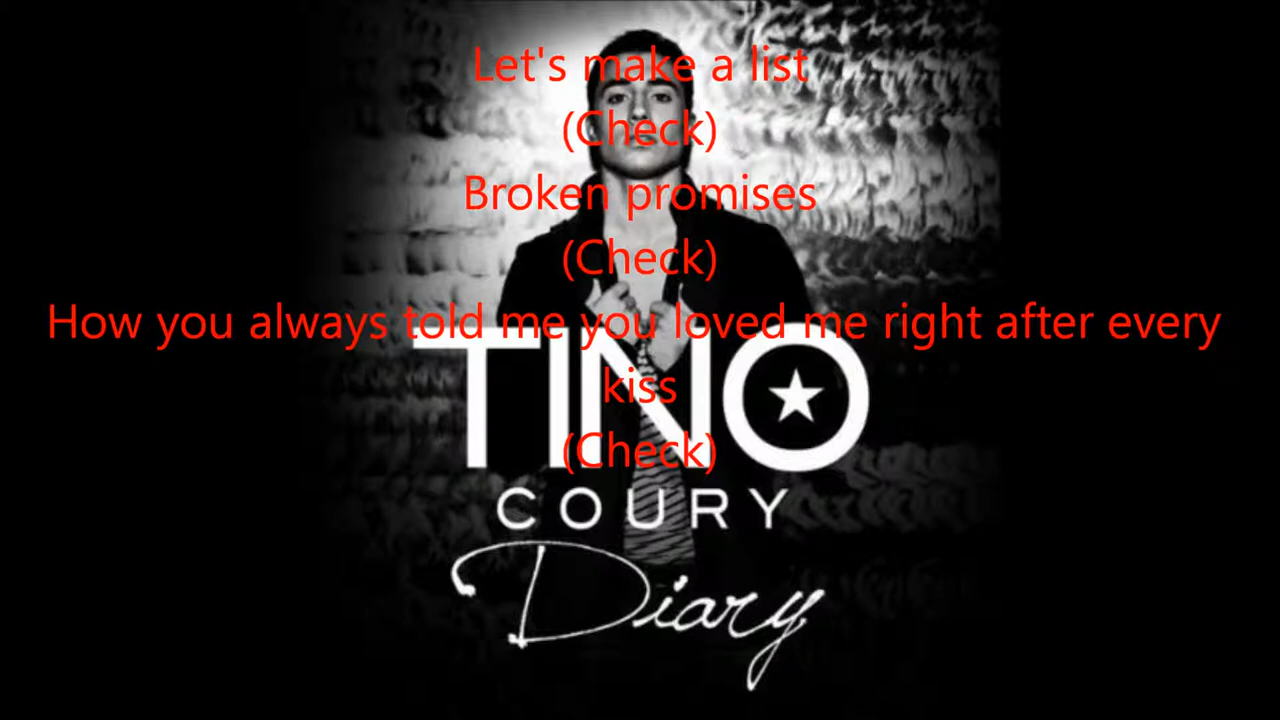 Let's make a list
(Check)
Broken promises
(Check)
How you always told me you loved me right after every
kiss
(Check)
TINO
COURY
Diary